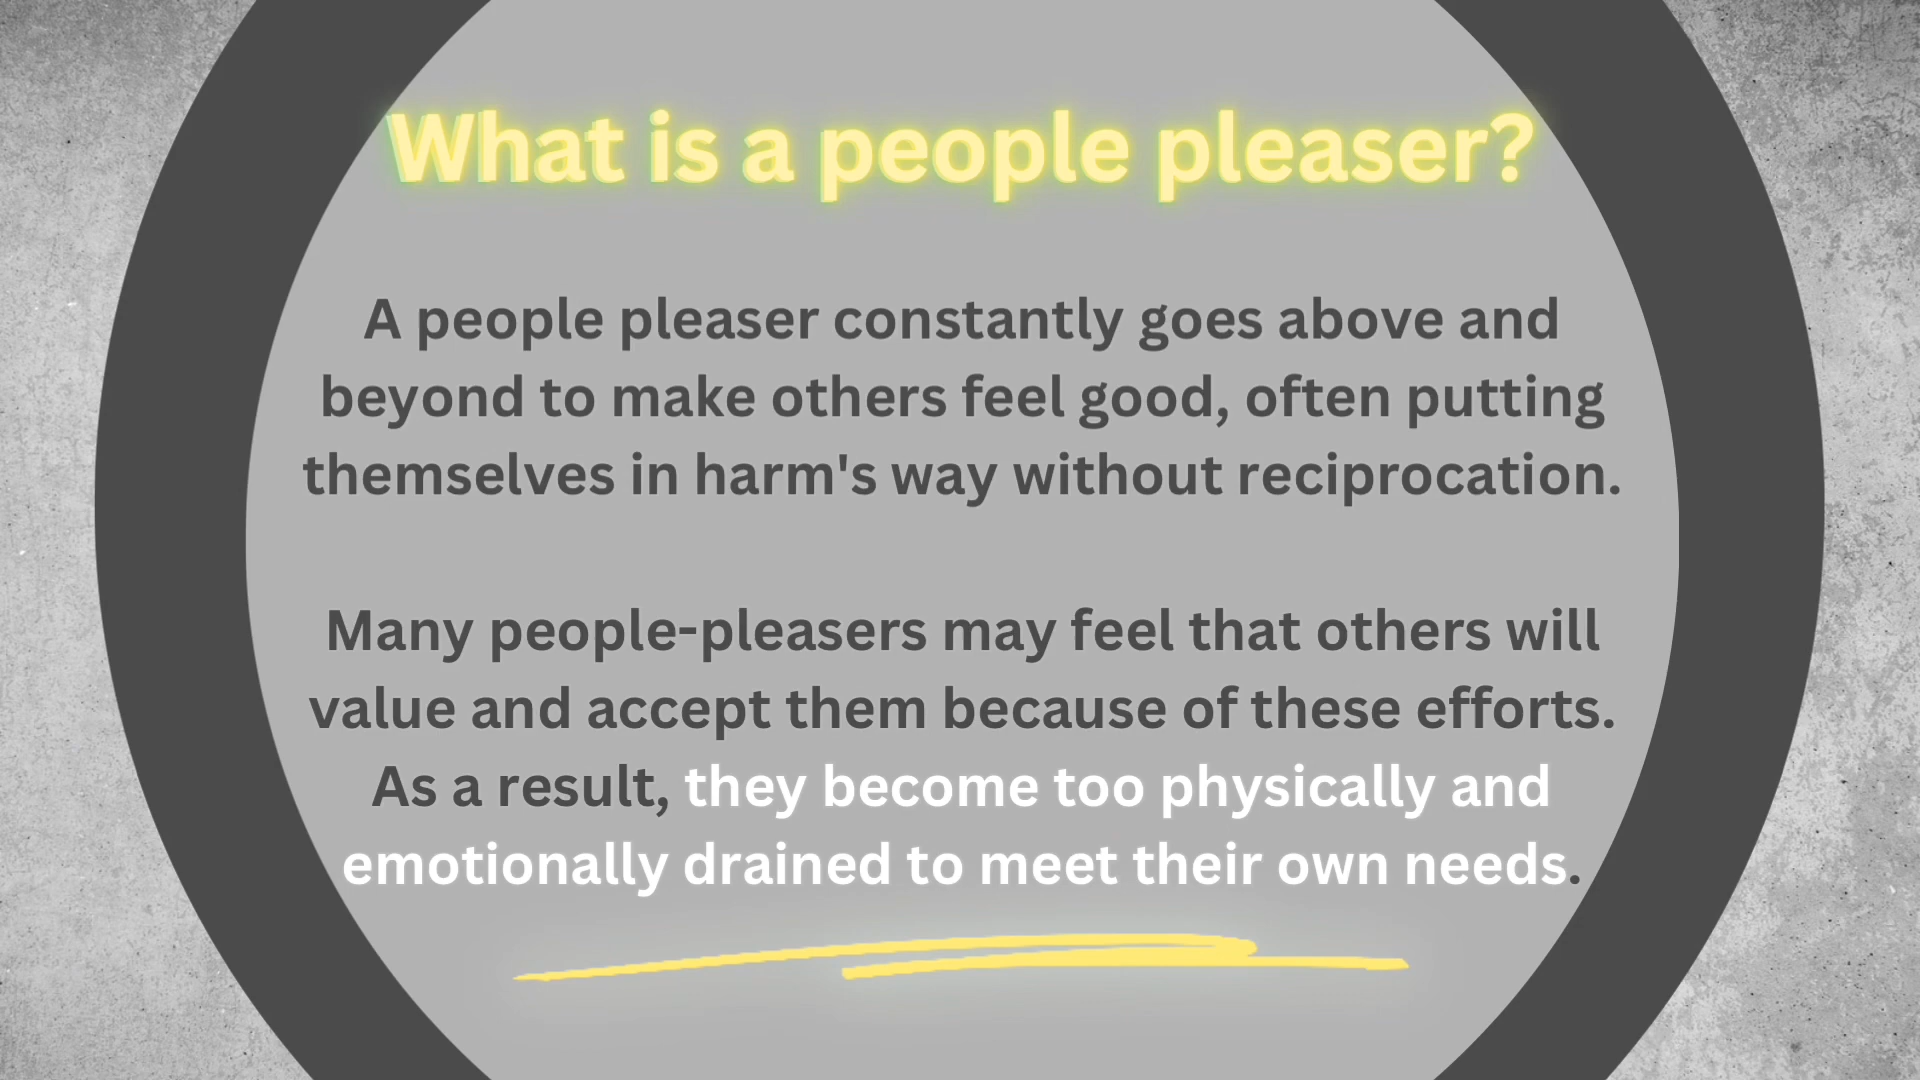 What is a people pleaser?
A people pleaser constantly goes above and
beyond to make others feel good, often putting
themselves in harm's way without reciprocation.
Many people-pleasers may feel that others will
value and accept them because of these efforts.
As a result, they become too physically and
emotionally drained to meet their own needs.